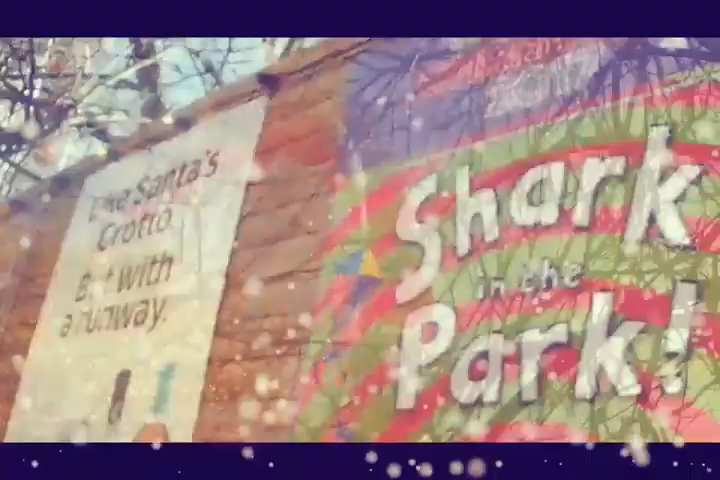 Like Santa's
Grotto
But with
a runway.
Shark
in the
Park!